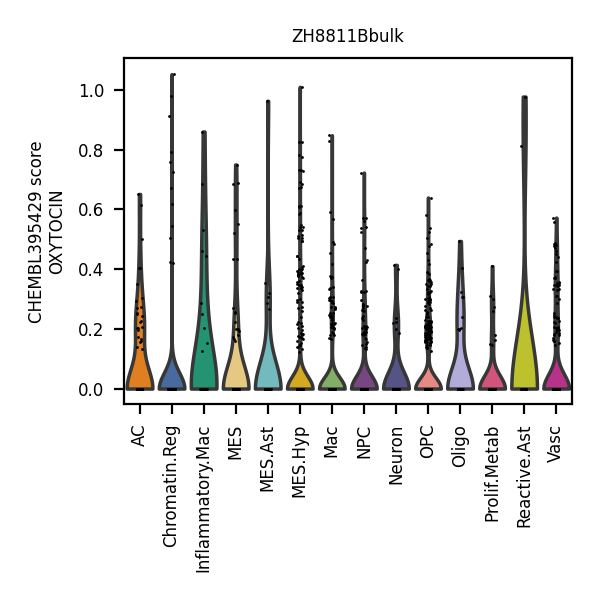 ZH8811Bbulk
CHEMBL395429 score
OXYTOCIN
1.0
0.8
0.6
0.4
0.2
0.0
AC
Chromatin.Reg
Inflammatory.Mac
MES
MES.Ast
MES.Hyp
Mac
NPC
Neuron
OPC
Oligo
Prolif.Metab
Reactive.Ast
Vasc